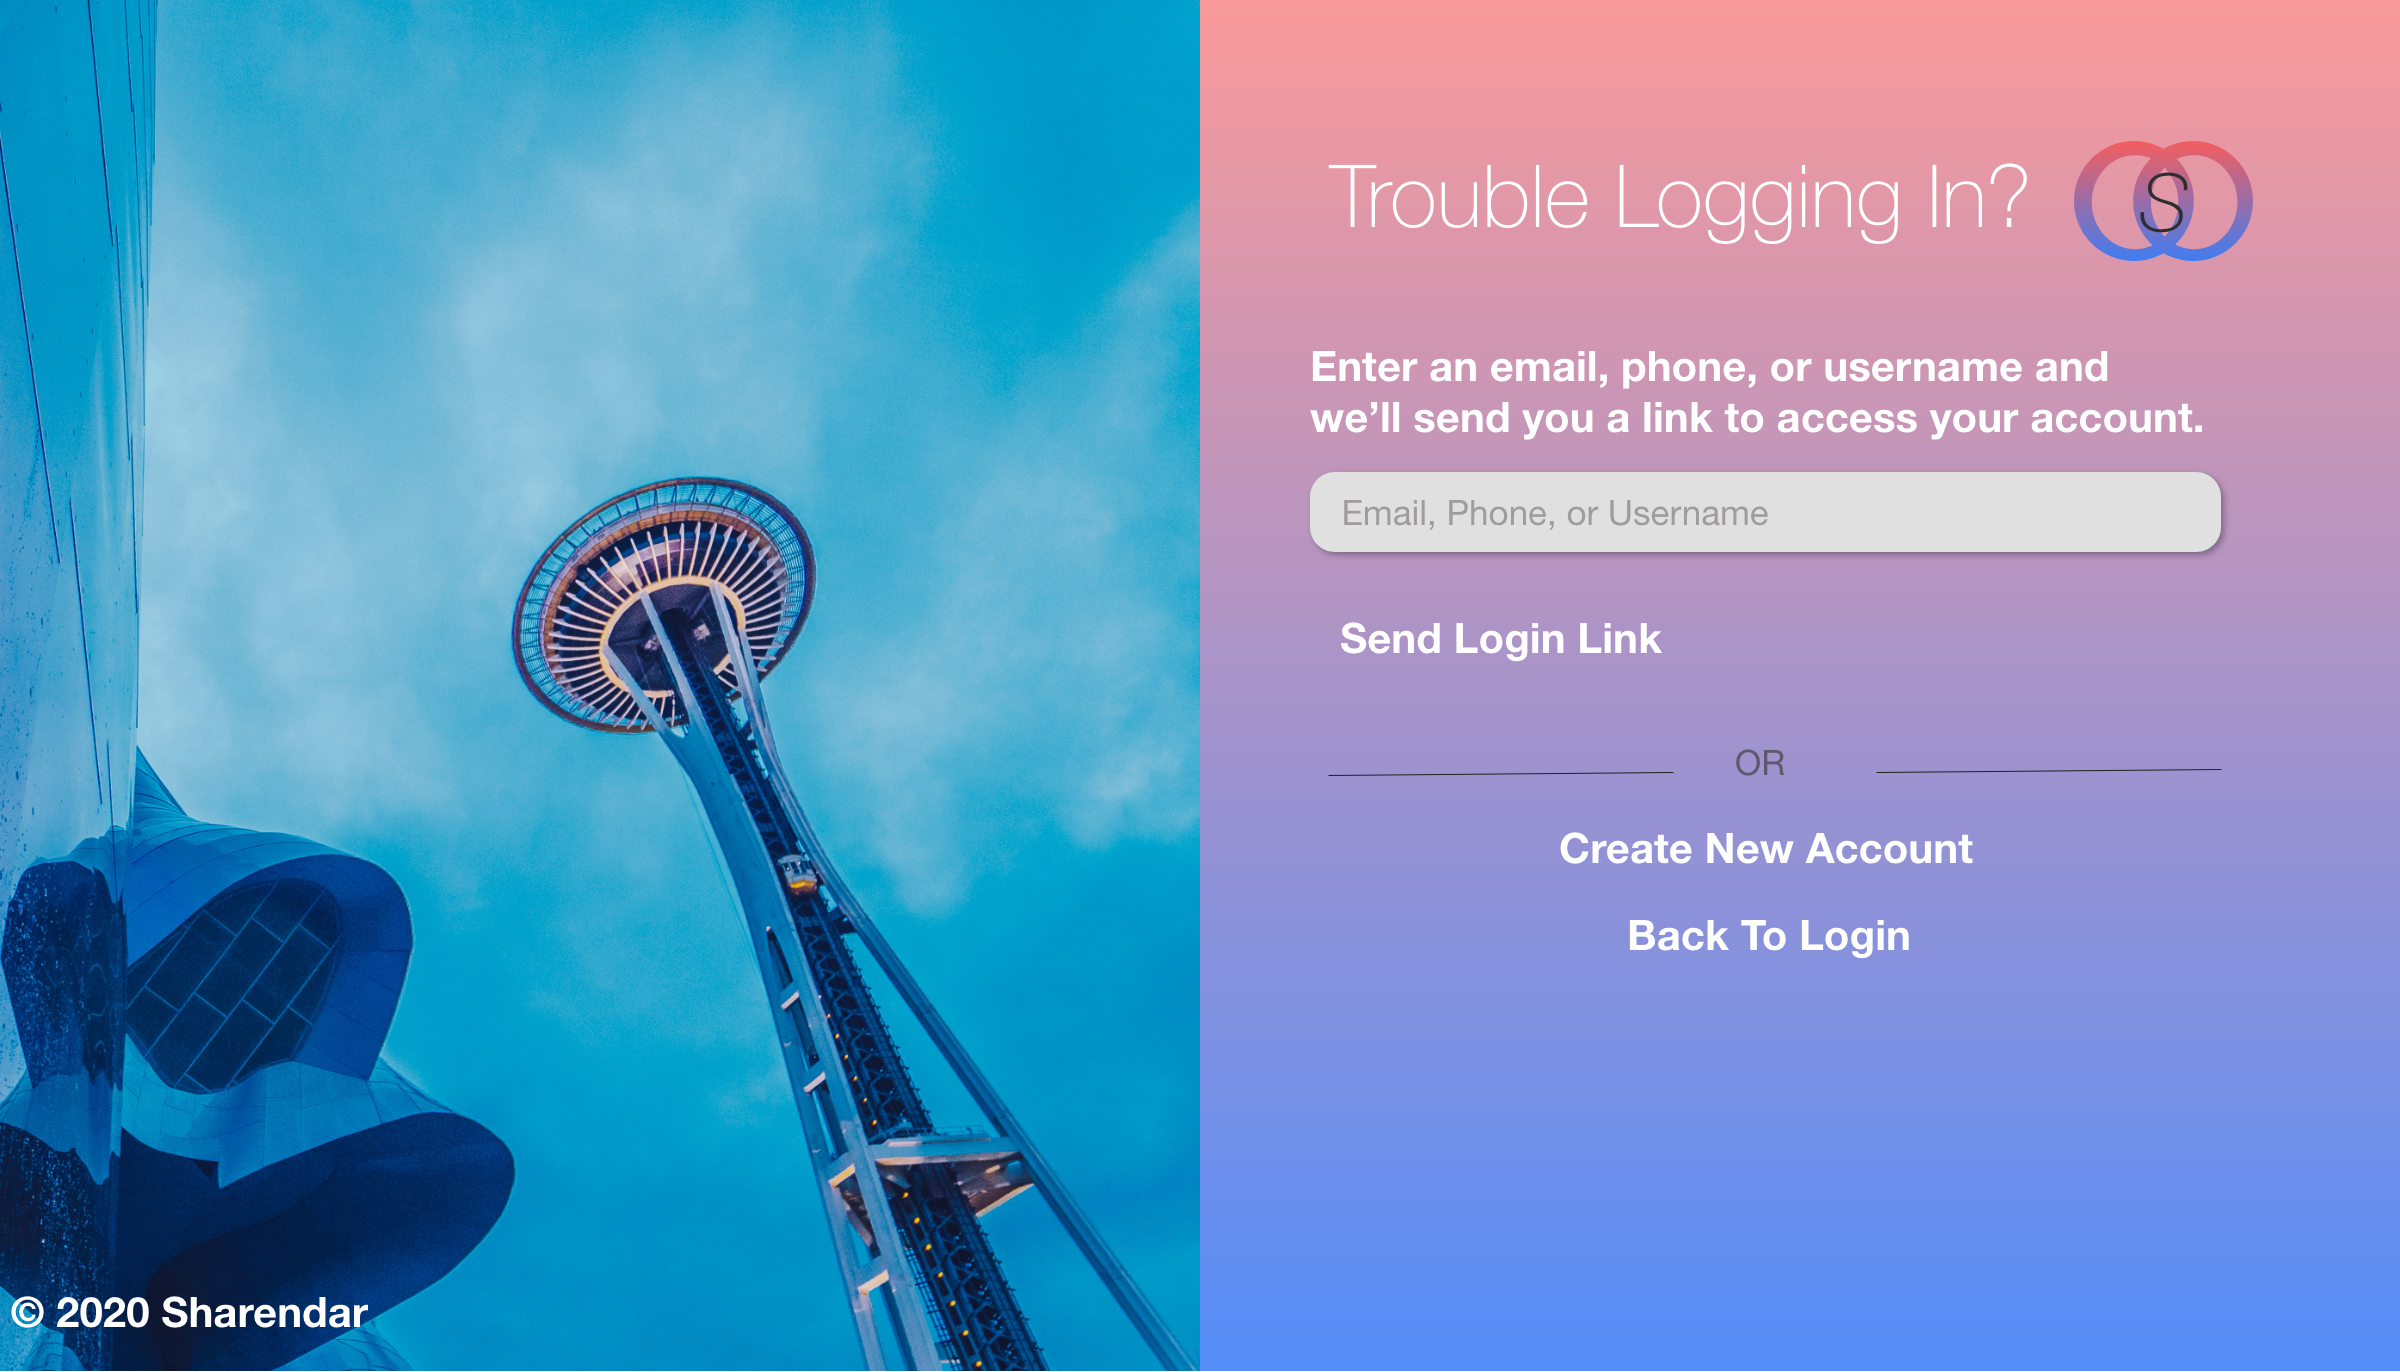 Trouble Logging In?
S
Enter an email, phone, or username and
we’ll send you a link to access your account.
Email, Phone, or Username
Send Login Link
OR
Create New Account
Back To Login
© 2020 Sharendar